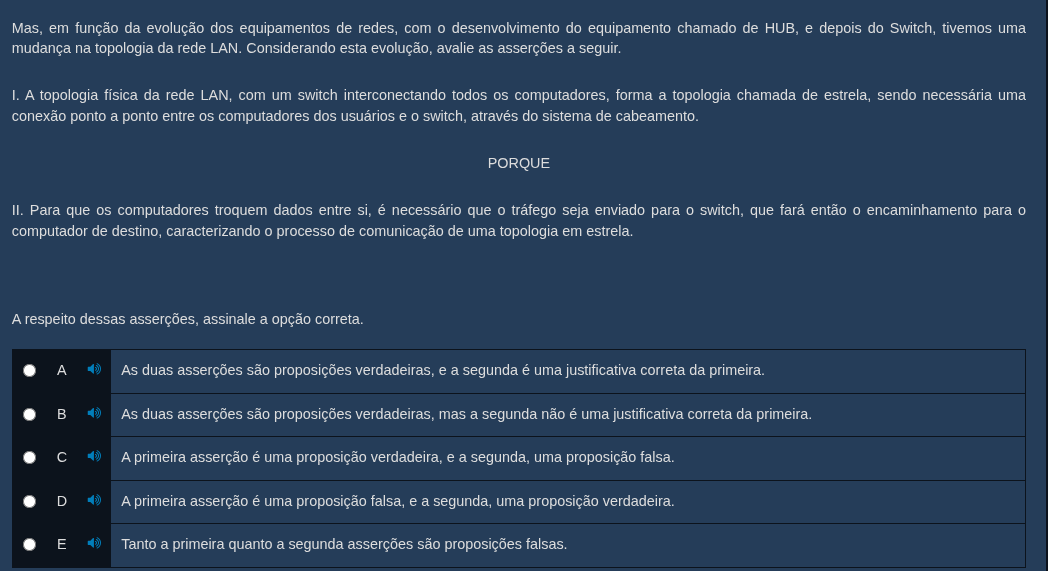 Mas, em função da evolução dos equipamentos de redes, com o desenvolvimento do equipamento chamado de HUB, e depois do Switch, tivemos uma
mudança na topologia da rede LAN. Considerando esta evolução, avalie as asserções a seguir.
I. A topologia física da rede LAN, com um switch interconectando todos os computadores, forma a topologia chamada de estrela, sendo necessária uma
conexão ponto a ponto entre os computadores dos usuários e o switch, através do sistema de cabeamento.
PORQUE
II. Para que os computadores troquem dados entre si, é necessário que o tráfego seja enviado para o switch, que fará então o encaminhamento para o
computador de destino, caracterizando o processo de comunicação de uma topologia em estrela.
A respeito dessas asserções, assinale a opção correta.
A As duas asserções são proposições verdadeiras, e a segunda é uma justificativa correta da primeira.
B As duas asserções são proposições verdadeiras, mas a segunda não é uma justificativa correta da primeira.
C A primeira asserção é uma proposição verdadeira, e a segunda, uma proposição falsa.
D A primeira asserção é uma proposição falsa, e a segunda, uma proposição verdadeira.
E Tanto a primeira quanto a segunda asserções são proposições falsas.